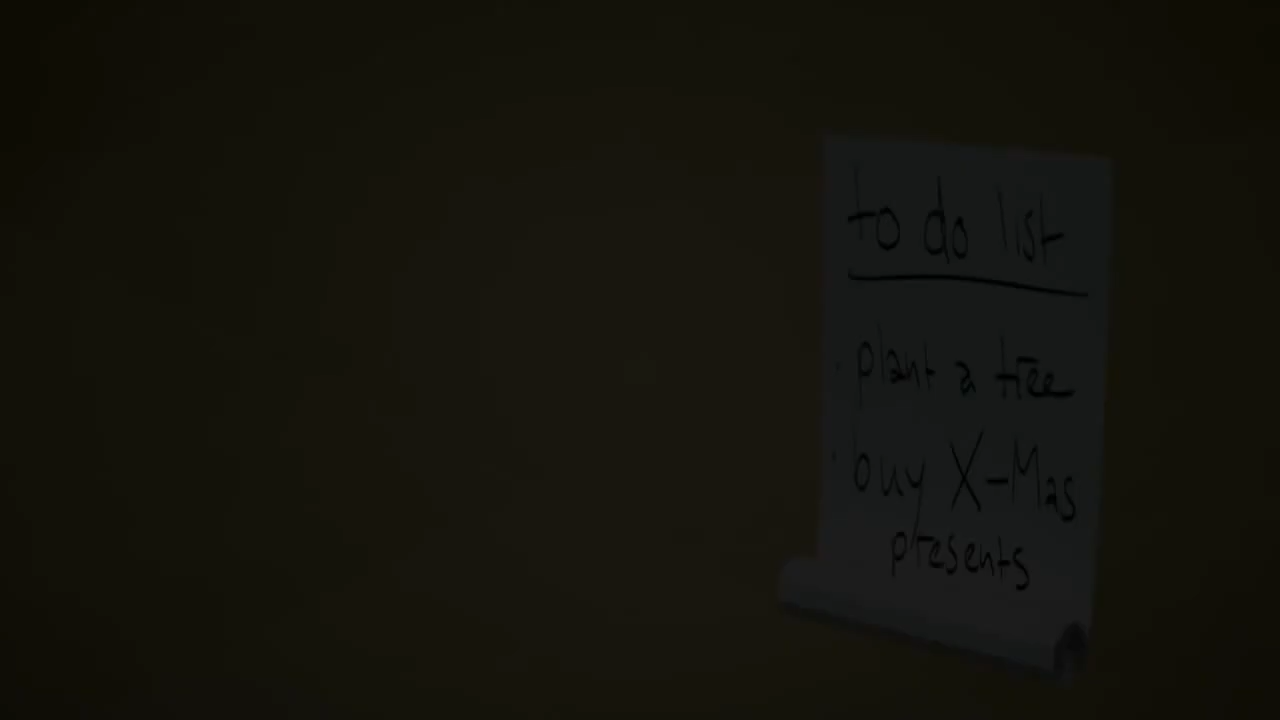 to do list
· plant a tree
· buy X-Mas
presents